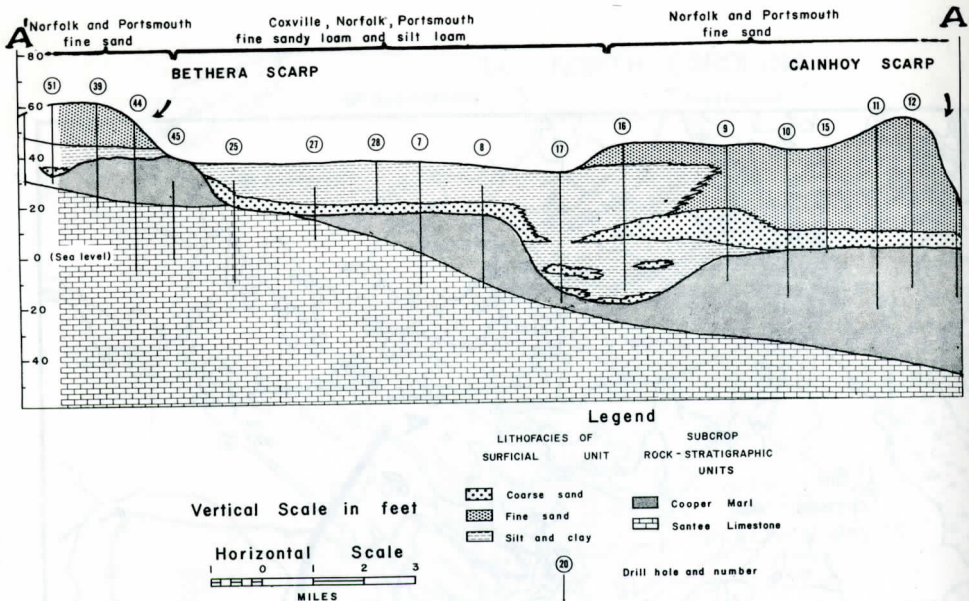 Norfolk and Portsmouth
fine sand
Coxville, Norfolk, Portsmouth
fine sandy loam and silt loam
Norfolk and Portsmouth
fine sand
A'
A
BETHERA SCARP
CAINHOY SCARP
80
60
40
20
0 (Sea level)
20
40
51
39
44
45
25
27
28
7
8
17
16
9
10
15
11
12
Legend
LITHOFACIES OF
SURFICIAL UNIT
SUBCROP
ROCK-STRATIGRAPHIC
UNITS
Coarse sand
Fine sand
Silt and clay
Cooper Marl
Santee Limestone
20
Drill hole and number
Vertical Scale in feet
Horizontal Scale
1 0 1 2 3
MILES